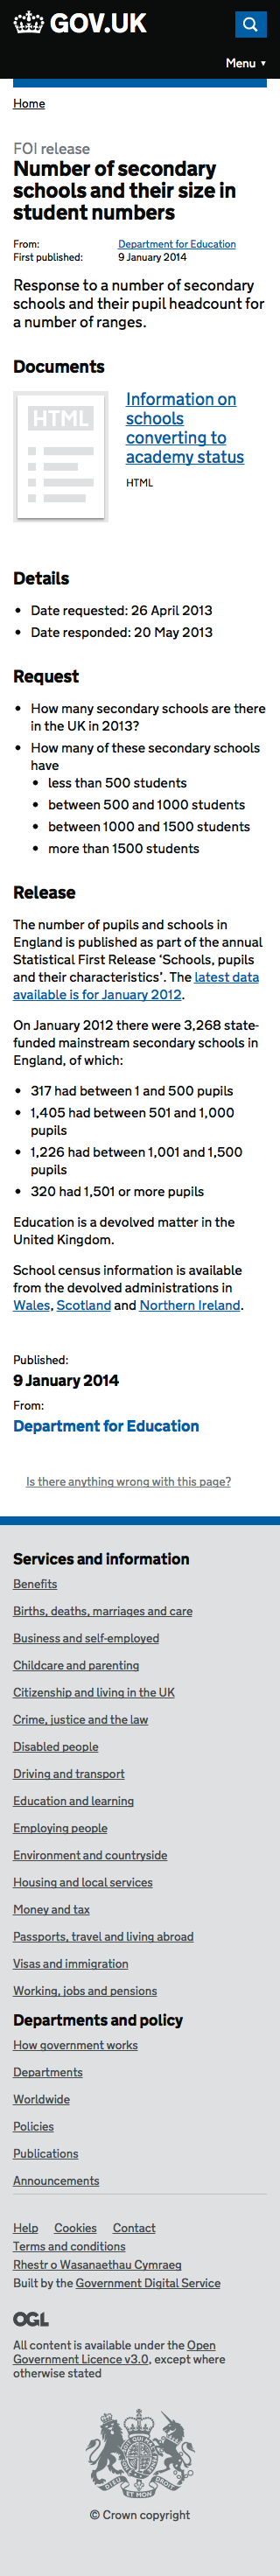 GOV.UK
Menu ▼
Home
FOI release
Number of secondary
schools and their size in
student numbers
From: Department for Education
First published: 9 January 2014
Response to a number of secondary
schools and their pupil headcount for
a number of ranges.
Documents
HTML
Information on
schools
converting to
academy status
HTML
Details
• Date requested: 26 April 2013
• Date responded: 20 May 2013
Request
• How many secondary schools are there
in the UK in 2013?
• How many of these secondary schools
have
• less than 500 students
• between 500 and 1000 students
• between 1000 and 1500 students
• more than 1500 students
Release
The number of pupils and schools in
England is published as part of the annual
Statistical First Release ‘Schools, pupils
and their characteristics’. The latest data
available is for January 2012.
On January 2012 there were 3,268 state-
funded mainstream secondary schools in
England, of which:
• 317 had between 1 and 500 pupils
• 1,405 had between 501 and 1,000
pupils
• 1,226 had between 1,001 and 1,500
pupils
• 320 had 1,501 or more pupils
Education is a devolved matter in the
United Kingdom.
School census information is available
from the devolved administrations in
Wales, Scotland and Northern Ireland.
Published:
9 January 2014
From:
Department for Education
Is there anything wrong with this page?
Services and information
Benefits
Births, deaths, marriages and care
Business and self-employed
Childcare and parenting
Citizenship and living in the UK
Crime, justice and the law
Disabled people
Driving and transport
Education and learning
Employing people
Environment and countryside
Housing and local services
Money and tax
Passports, travel and living abroad
Visas and immigration
Working, jobs and pensions
Departments and policy
How government works
Departments
Worldwide
Policies
Publications
Announcements
Help Cookies Contact
Terms and conditions
Rhestr o Wasanaethau Cymraeg
Built by the Government Digital Service
OGL
All content is available under the Open
Government Licence v3.0, except where
otherwise stated
DIEU ET MON DROIT
© Crown copyright